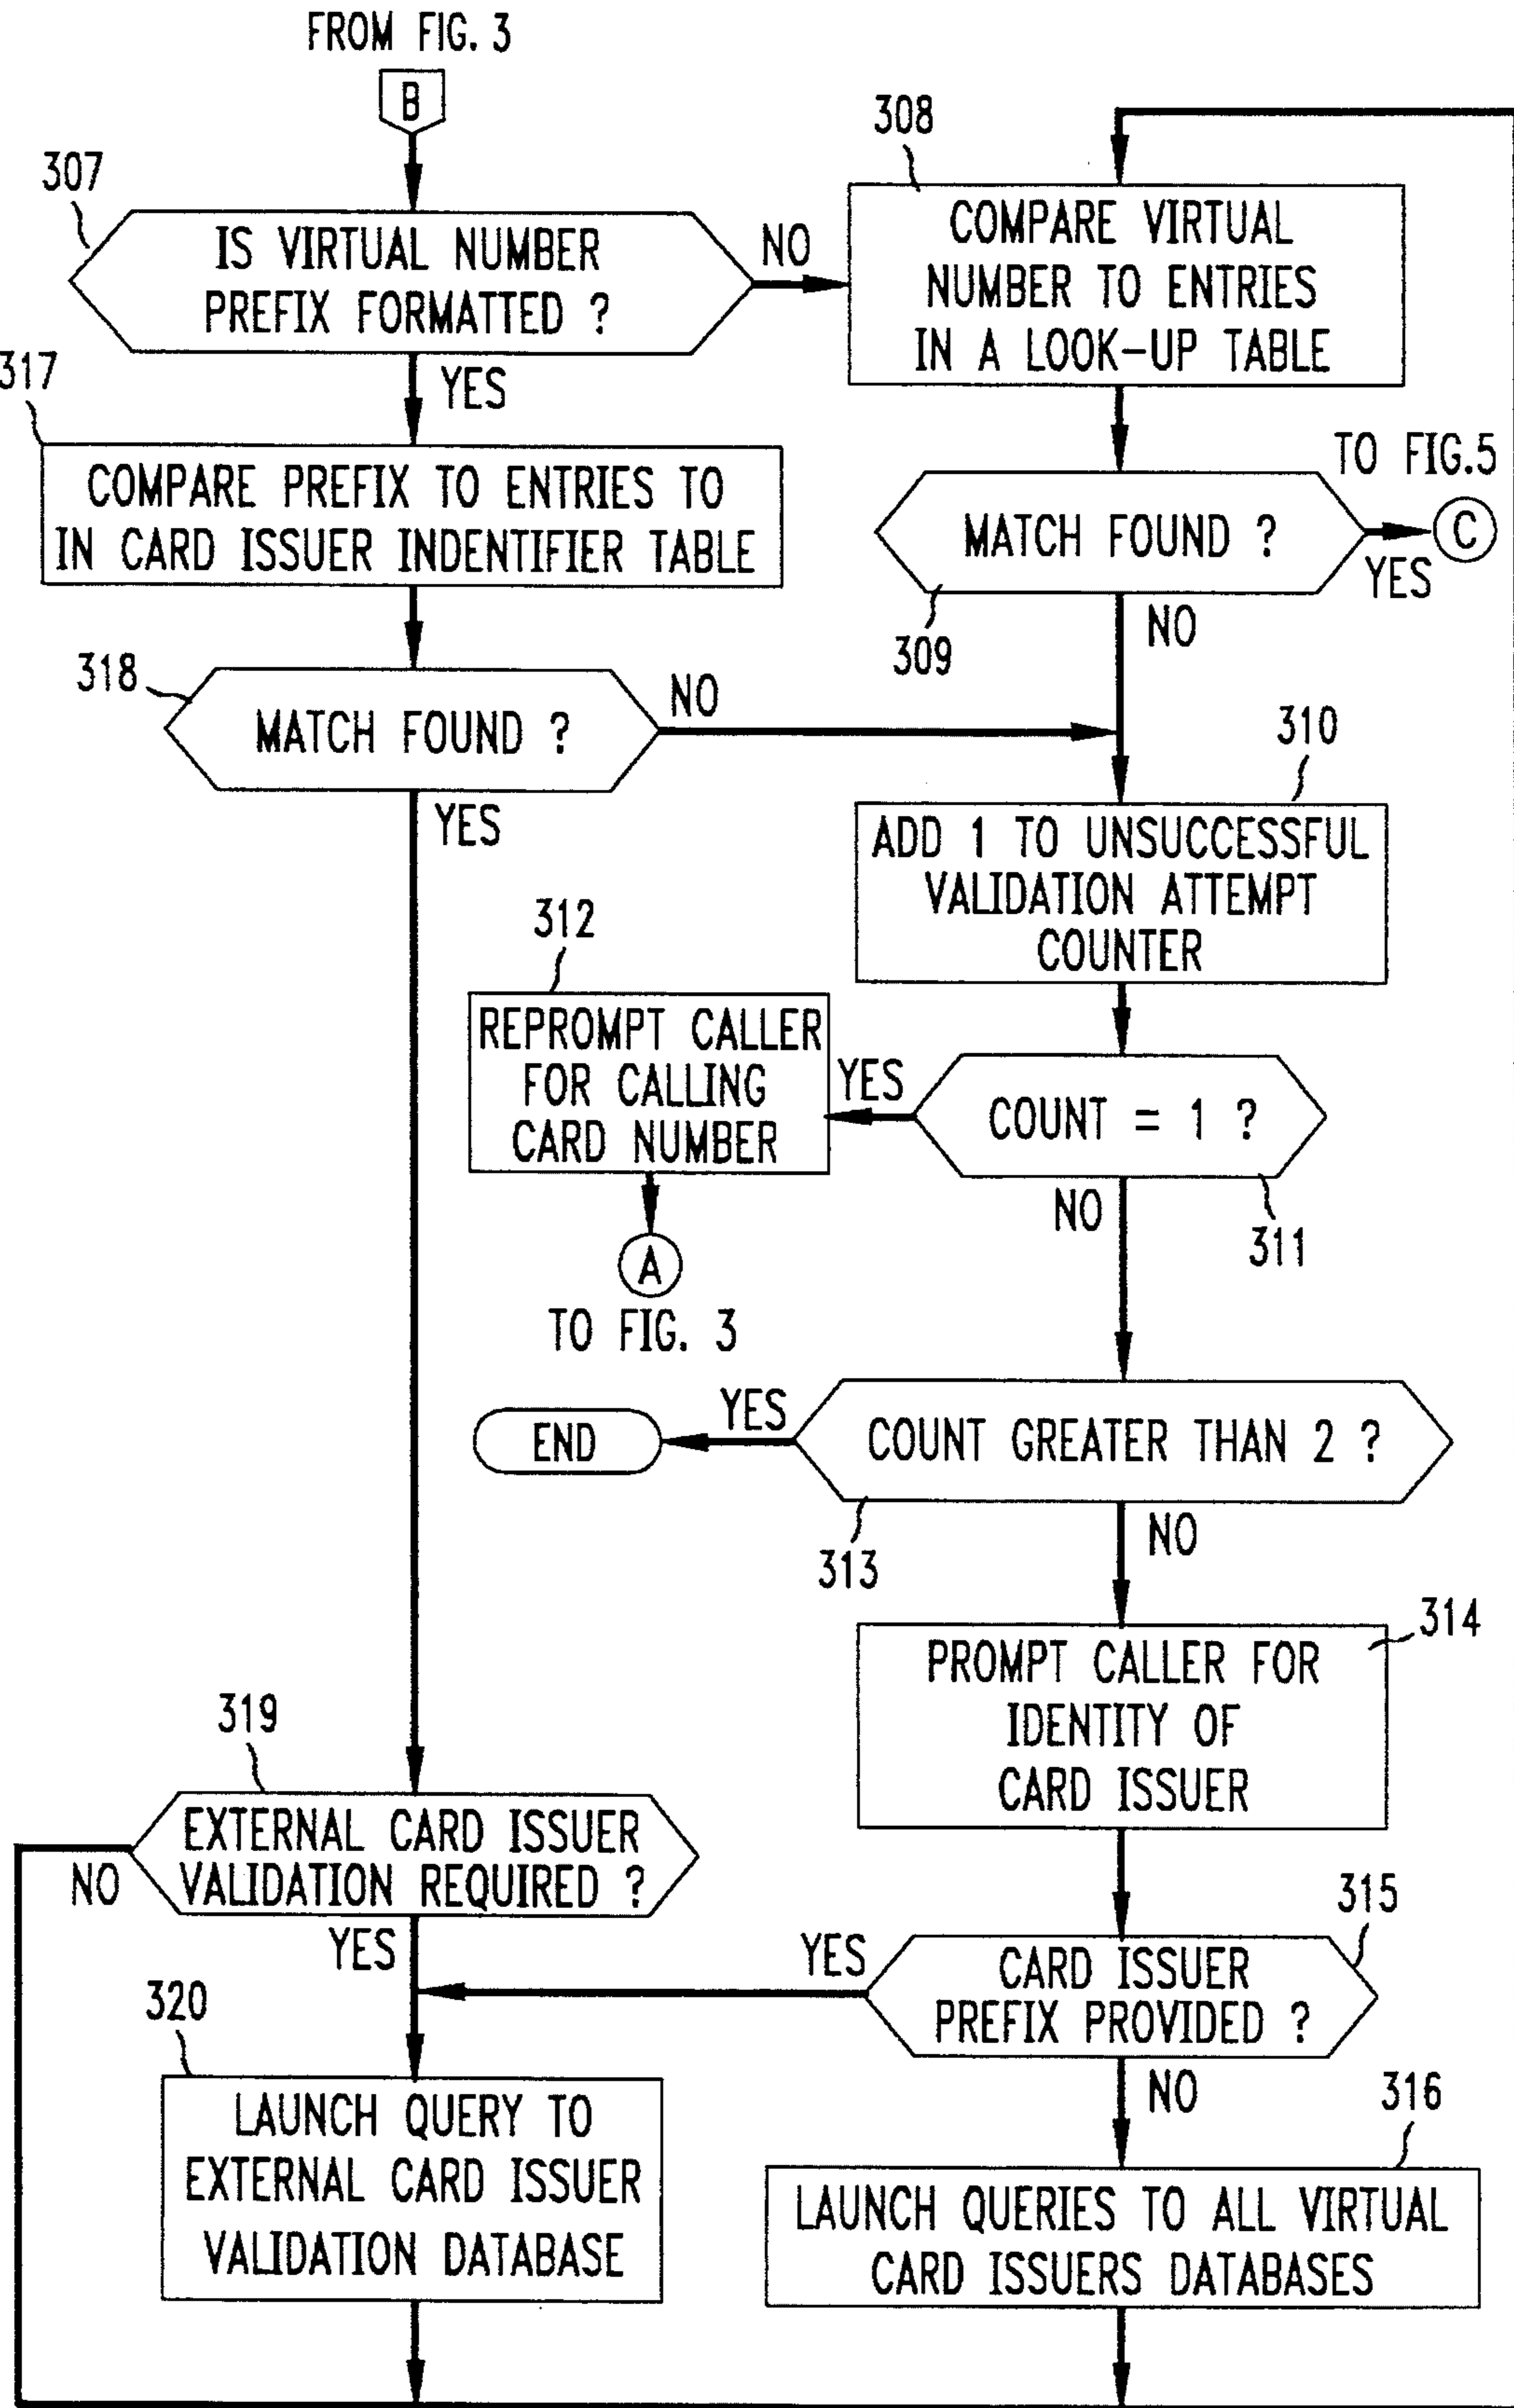 FROM FIG. 3
B
307
IS VIRTUAL NUMBER
PREFIX FORMATTED ?
NO
YES
308
COMPARE VIRTUAL
NUMBER TO ENTRIES
IN A LOOK-UP TABLE
317
COMPARE PREFIX TO ENTRIES TO
IN CARD ISSUER INDENTIFIER TABLE
TO FIG.5
C
MATCH FOUND ?
YES
NO
309
318
MATCH FOUND ?
NO
YES
310
ADD 1 TO UNSUCCESSFUL
VALIDATION ATTEMPT
COUNTER
312
REPROMPT CALLER
FOR CALLING
CARD NUMBER
YES
COUNT = 1 ?
NO
311
A
TO FIG. 3
END
YES
COUNT GREATER THAN 2 ?
313
NO
314
PROMPT CALLER FOR
IDENTITY OF
CARD ISSUER
319
EXTERNAL CARD ISSUER
VALIDATION REQUIRED ?
NO
YES
315
YES
CARD ISSUER
PREFIX PROVIDED ?
NO
320
LAUNCH QUERY TO
EXTERNAL CARD ISSUER
VALIDATION DATABASE
316
LAUNCH QUERIES TO ALL VIRTUAL
CARD ISSUERS DATABASES